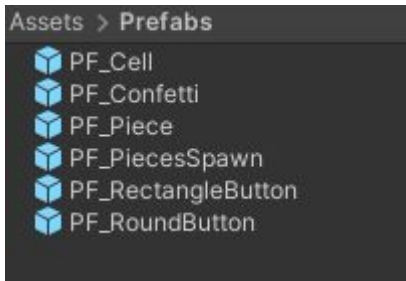 Assets > Prefabs
PF_Cell
PF_Confetti
PF_Piece
PF_PiecesSpawn
PF_RectangleButton
PF_RoundButton